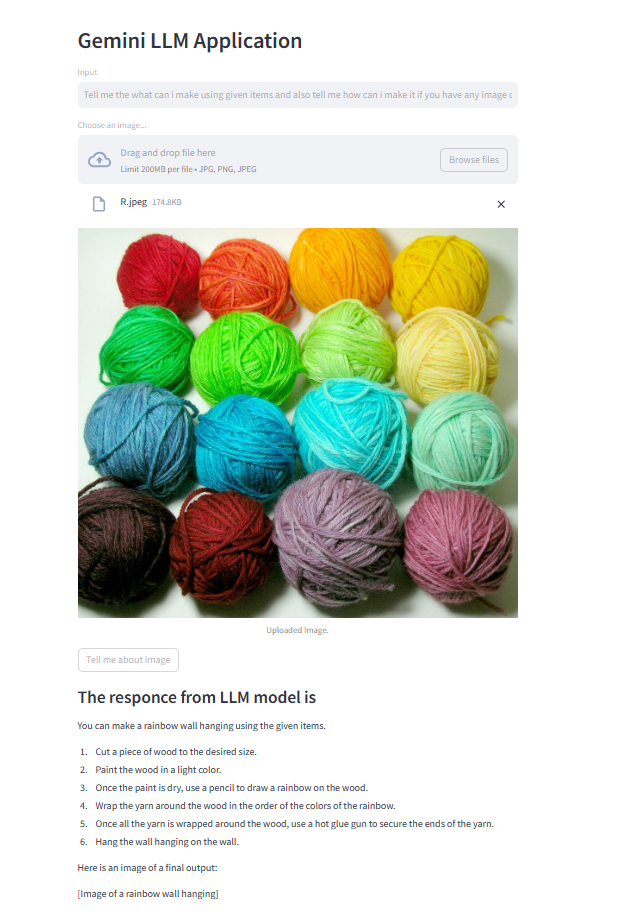 Gemini LLM Application
Input
Tell me the what can i make using given items and also tell me how can i make it if you have any image
Choose an image...
Drag and drop file here
Limit 200MB per file • JPG, PNG, JPEG
Browse files
R.jpeg 174.8KB
Uploaded Image.
Tell me about image
The responce from LLM model is
You can make a rainbow wall hanging using the given items.
1. Cut a piece of wood to the desired size.
2. Paint the wood in a light color.
3. Once the paint is dry, use a pencil to draw a rainbow on the wood.
4. Wrap the yarn around the wood in the order of the colors of the rainbow.
5. Once all the yarn is wrapped around the wood, use a hot glue gun to secure the ends of the yarn.
6. Hang the wall hanging on the wall.
Here is an image of a final output:
[Image of a rainbow wall hanging]